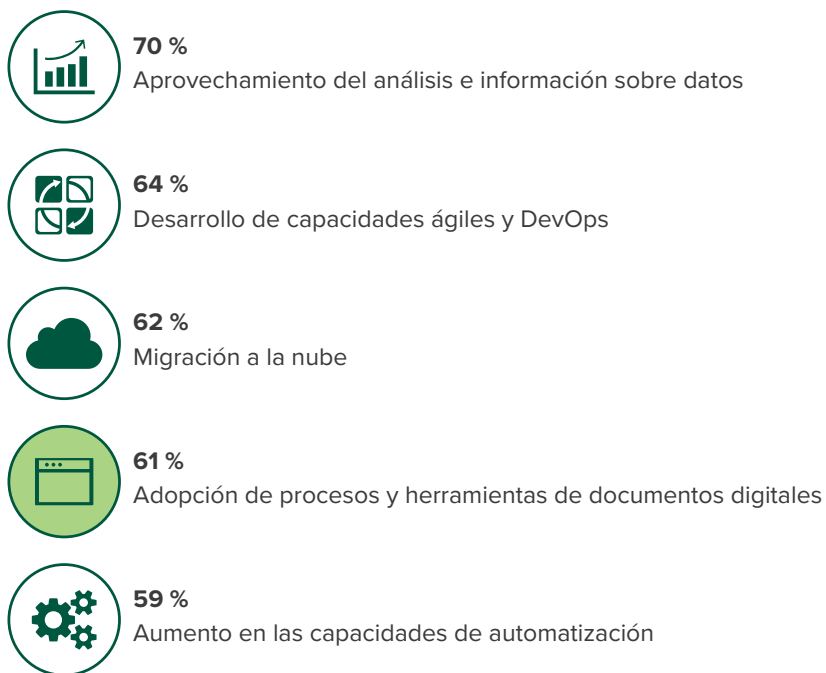 70 %
Aprovechamiento del análisis e información sobre datos
64 %
Desarrollo de capacidades ágiles y DevOps
62 %
Migración a la nube
61 %
Adopción de procesos y herramientas de documentos digitales
59 %
Aumento en las capacidades de automatización